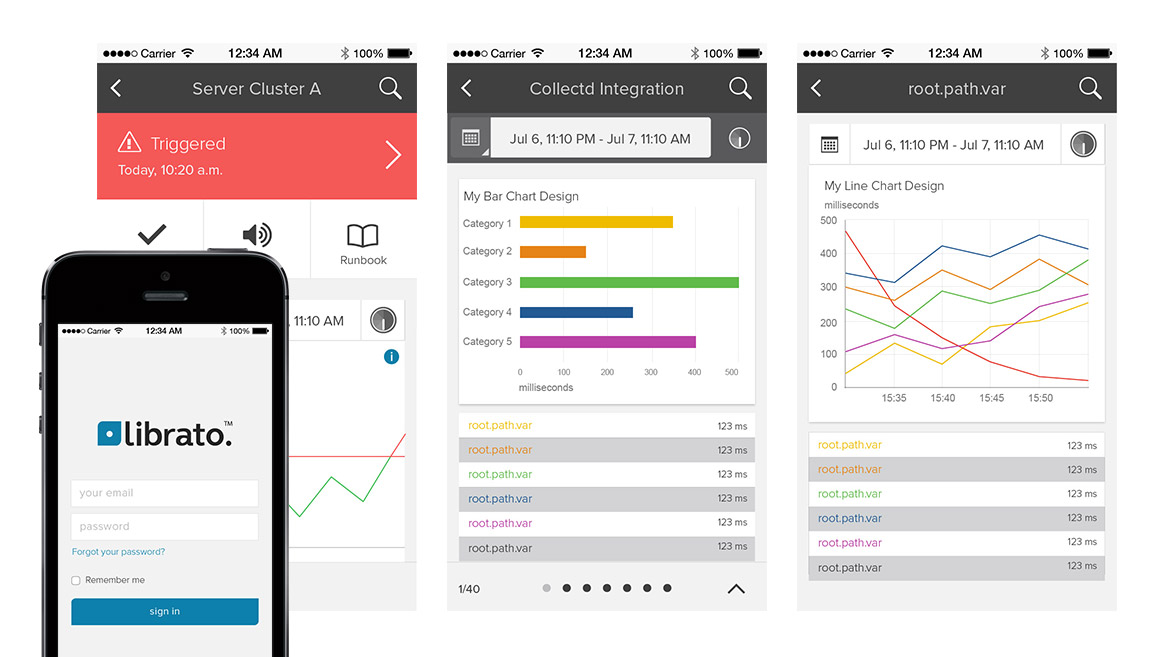 Carrier 12:34 AM 100%
Server Cluster A
Triggered
Today, 10:20 a.m.
Runbook
11:10 AM
i
Carrier 12:34 AM 100%
librato.™
your email
password
Forgot your password?
Remember me
sign in
Carrier 12:34 AM 100%
Collectd Integration
Jul 6, 11:10 PM - Jul 7, 11:10 AM
My Bar Chart Design
Category 1
Category 2
Category 3
Category 4
Category 5
0 100 200 300 400 500
milliseconds
root.path.var 123 ms
root.path.var 123 ms
root.path.var 123 ms
root.path.var 123 ms
root.path.var 123 ms
root.path.var 123 ms
1/40
Carrier 12:34 AM 100%
root.path.var
Jul 6, 11:10 PM - Jul 7, 11:10 AM
My Line Chart Design
milliseconds
500
400
300
200
100
0
15:35 15:40 15:45 15:50
root.path.var 123 ms
root.path.var 123 ms
root.path.var 123 ms
root.path.var 123 ms
root.path.var 123 ms
root.path.var 123 ms